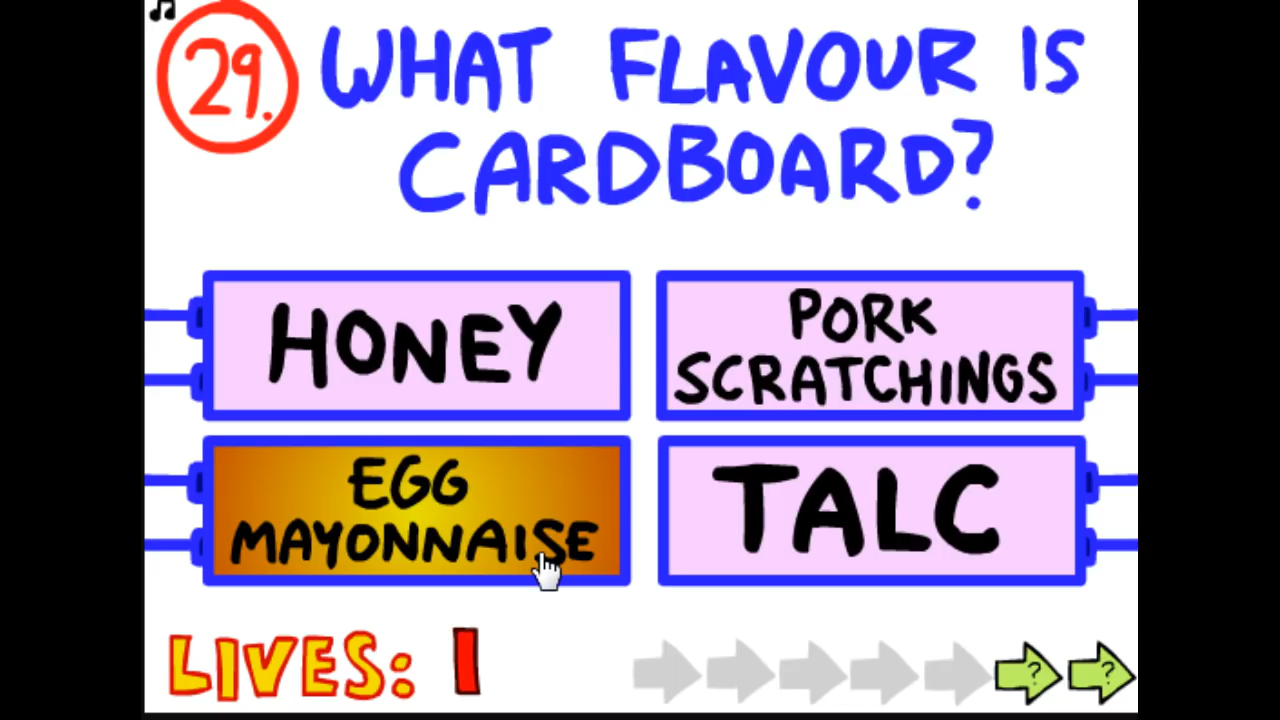 29.
WHAT FLAVOUR IS
CARDBOARD?
HONEY
PORK
SCRATCHINGS
EGG
MAYONNAISE
TALC
LIVES: 1
? ?